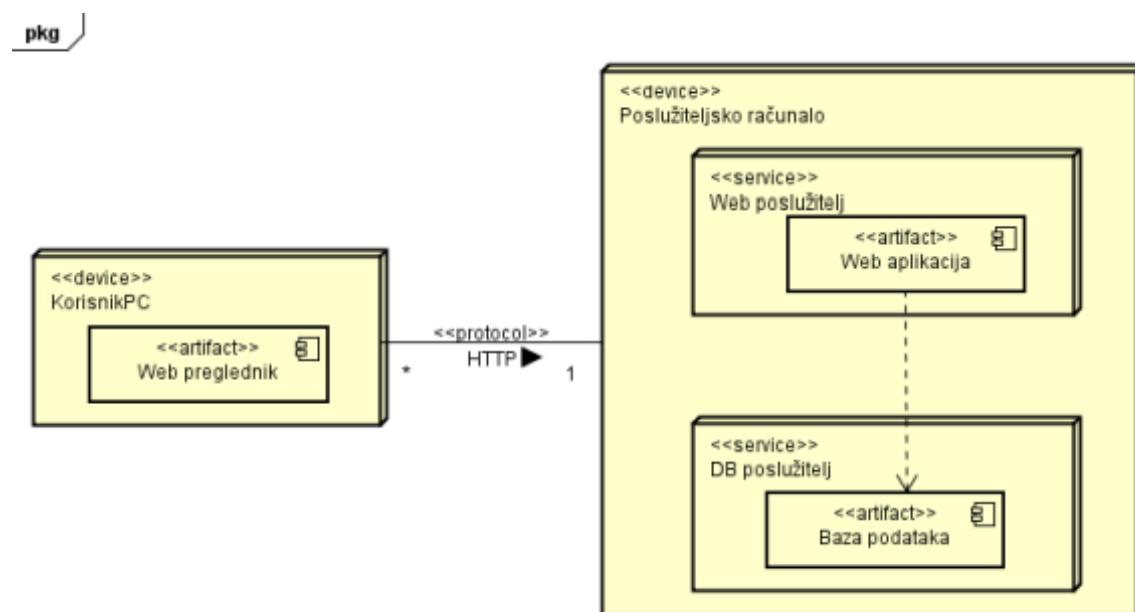 pkg
<<device>>
Poslužiteljsko računalo
<<service>>
Web poslužitelj
<<artifact>>
Web aplikacija
<<device>>
KorisnikPC
<<artifact>>
Web preglednik
<<protocol>>
HTTP
*
1
<<service>>
DB poslužitelj
<<artifact>>
Baza podataka